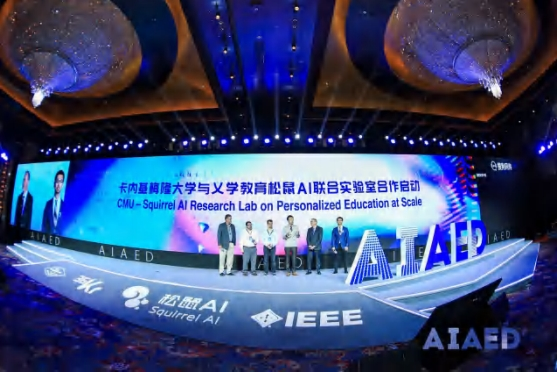 卡内基梅隆大学与乂学教育松鼠AI联合实验室合作启动
CMU – Squirrel AI Research Lab on Personalized Education at Scale
AIAED
AIAED
AIAED
松鼠AI
Squirrel AI
IEEE
AIAED